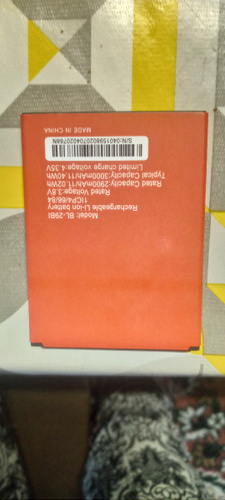 Rechargeable Li-ion battery
Model: BL-29BI
1ICP4/66/84
Rated Voltage:3.8V
Rated Capacity:2900mAh/11.02Wh
Typical Capacity:3000mAh/11.40Wh
Limited charge voltage:4.35V
MADE IN CHINA